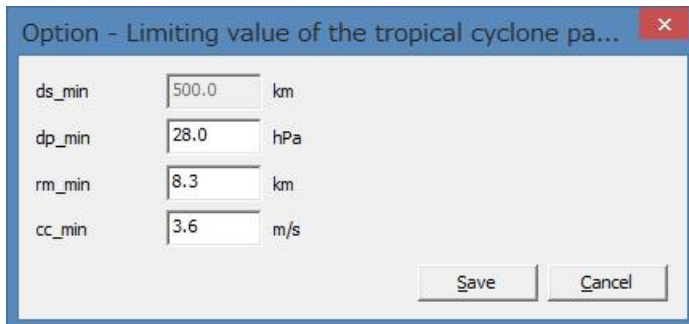 Option - Limiting value of the tropical cyclone pa...
ds_min 500.0 km
dp_min 28.0 hPa
rm_min 8.3 km
cc_min 3.6 m/s
Save Cancel